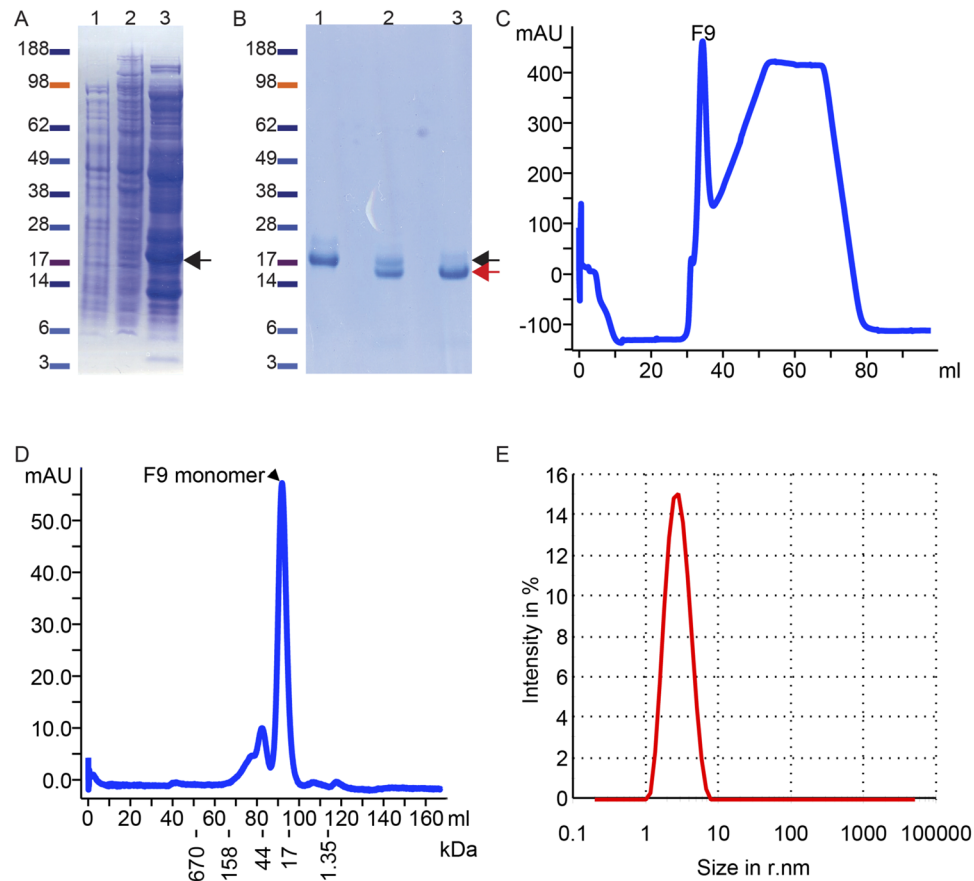 A
1 2 3
188
98
62
49
38
28
17
14
6
3
B
1 2 3
188
98
62
49
38
28
17
14
6
3
C
mAU
F9
400
300
200
100
0
-100
0 20 40 60 80 ml
D
mAU
F9 monomer
50.0
40.0
30.0
20.0
10.0
0.0
0 20 40 60 80 100 120 140 160 ml
670 158 44 17 1.35 kDa
E
Intensity in %
16
14
12
10
8
6
4
2
0
0.1 1 10 100 1000 100000
Size in r.nm